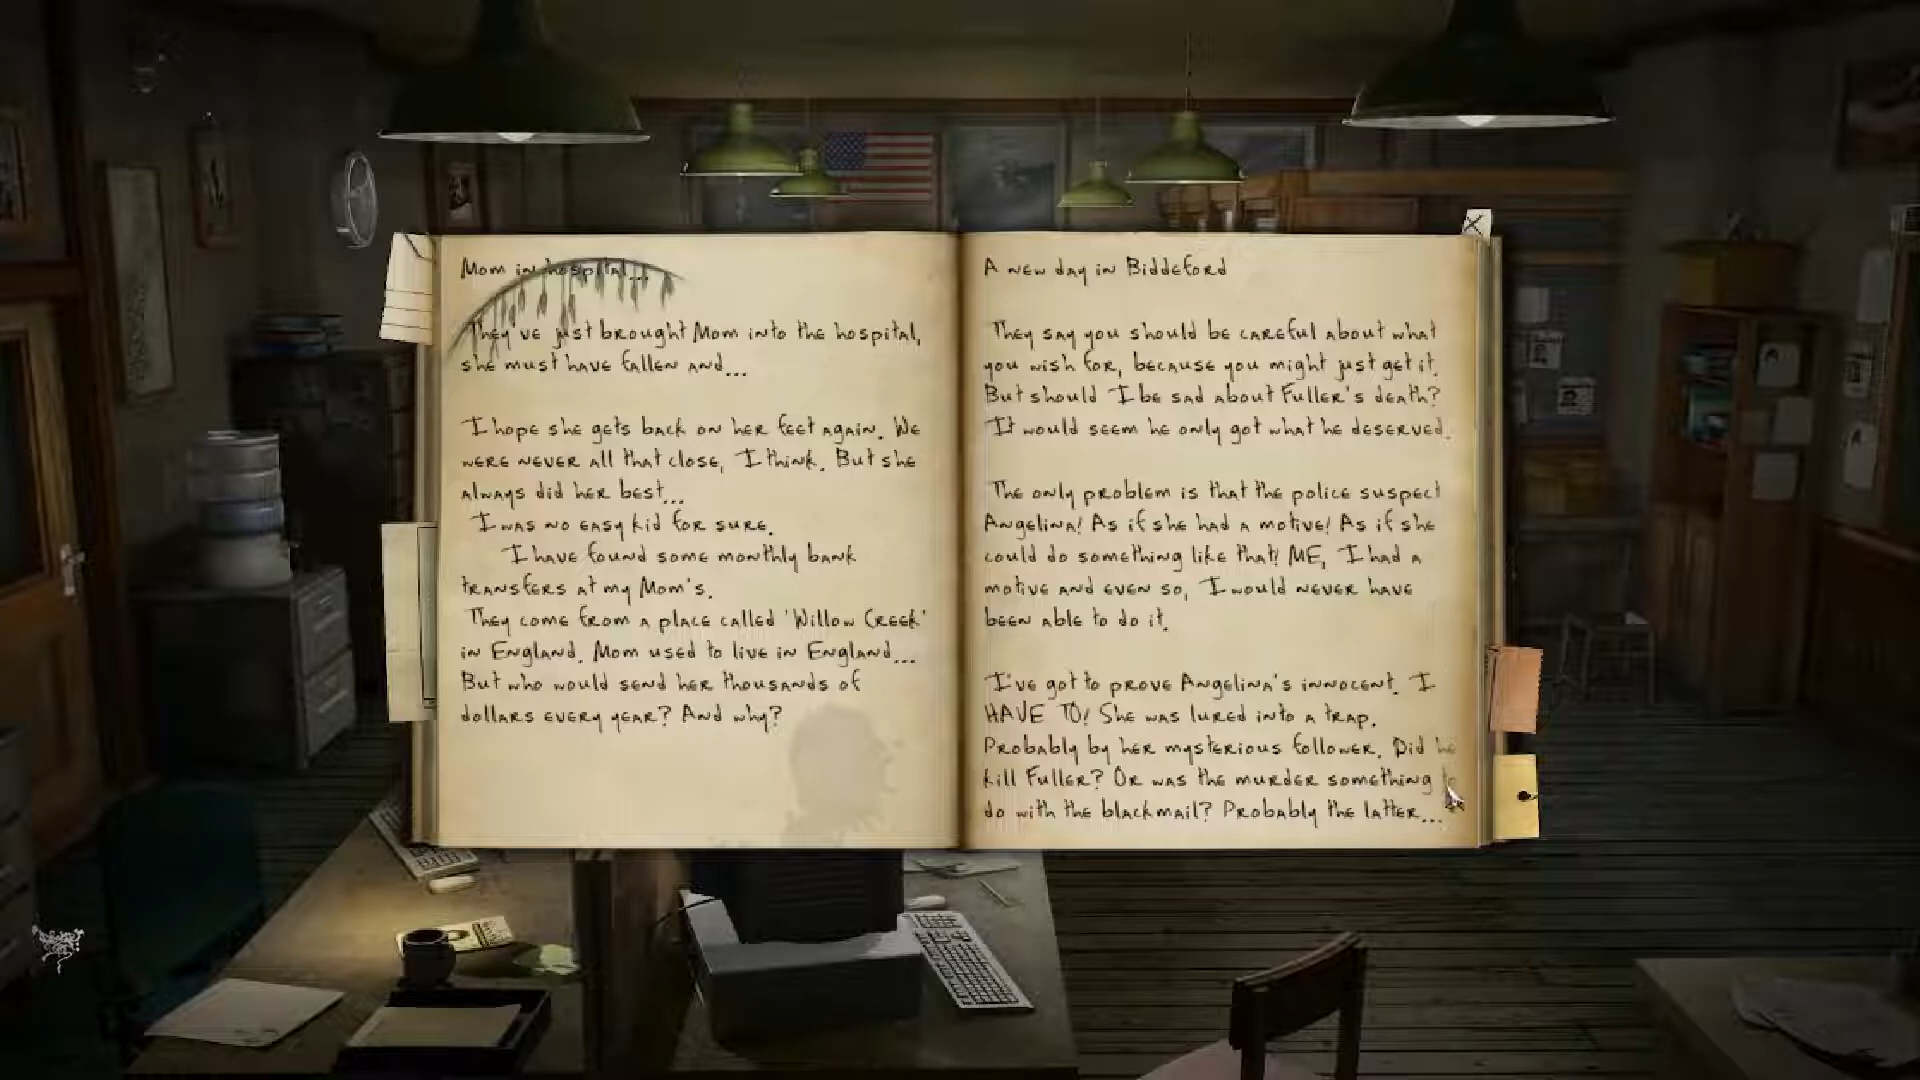 Mom in hospital...
They've just brought Mom into the hospital,
she must have fallen and...
I hope she gets back on her feet again. We
were never all that close, I think. But she
always did her best...
I was no easy kid for sure.
I have found some monthly bank
transfers at my Mom's.
They come from a place called 'Willow Creek'
in England. Mom used to live in England...
But who would send her thousands of
dollars every year? And why?
A new day in Biddeford
They say you should be careful about what
you wish for, because you might just get it.
But should I be sad about Fuller's death?
It would seem he only got what he deserved.
The only problem is that the police suspect
Angelina! As if she had a motive! As if she
could do something like that! ME, I had a
motive and even so, I would never have
been able to do it.
I've got to prove Angelina's innocent. I
HAVE TO! She was lured into a trap.
Probably by her mysterious follower. Did he
kill Fuller? Or was the murder something to
do with the blackmail? Probably the latter...